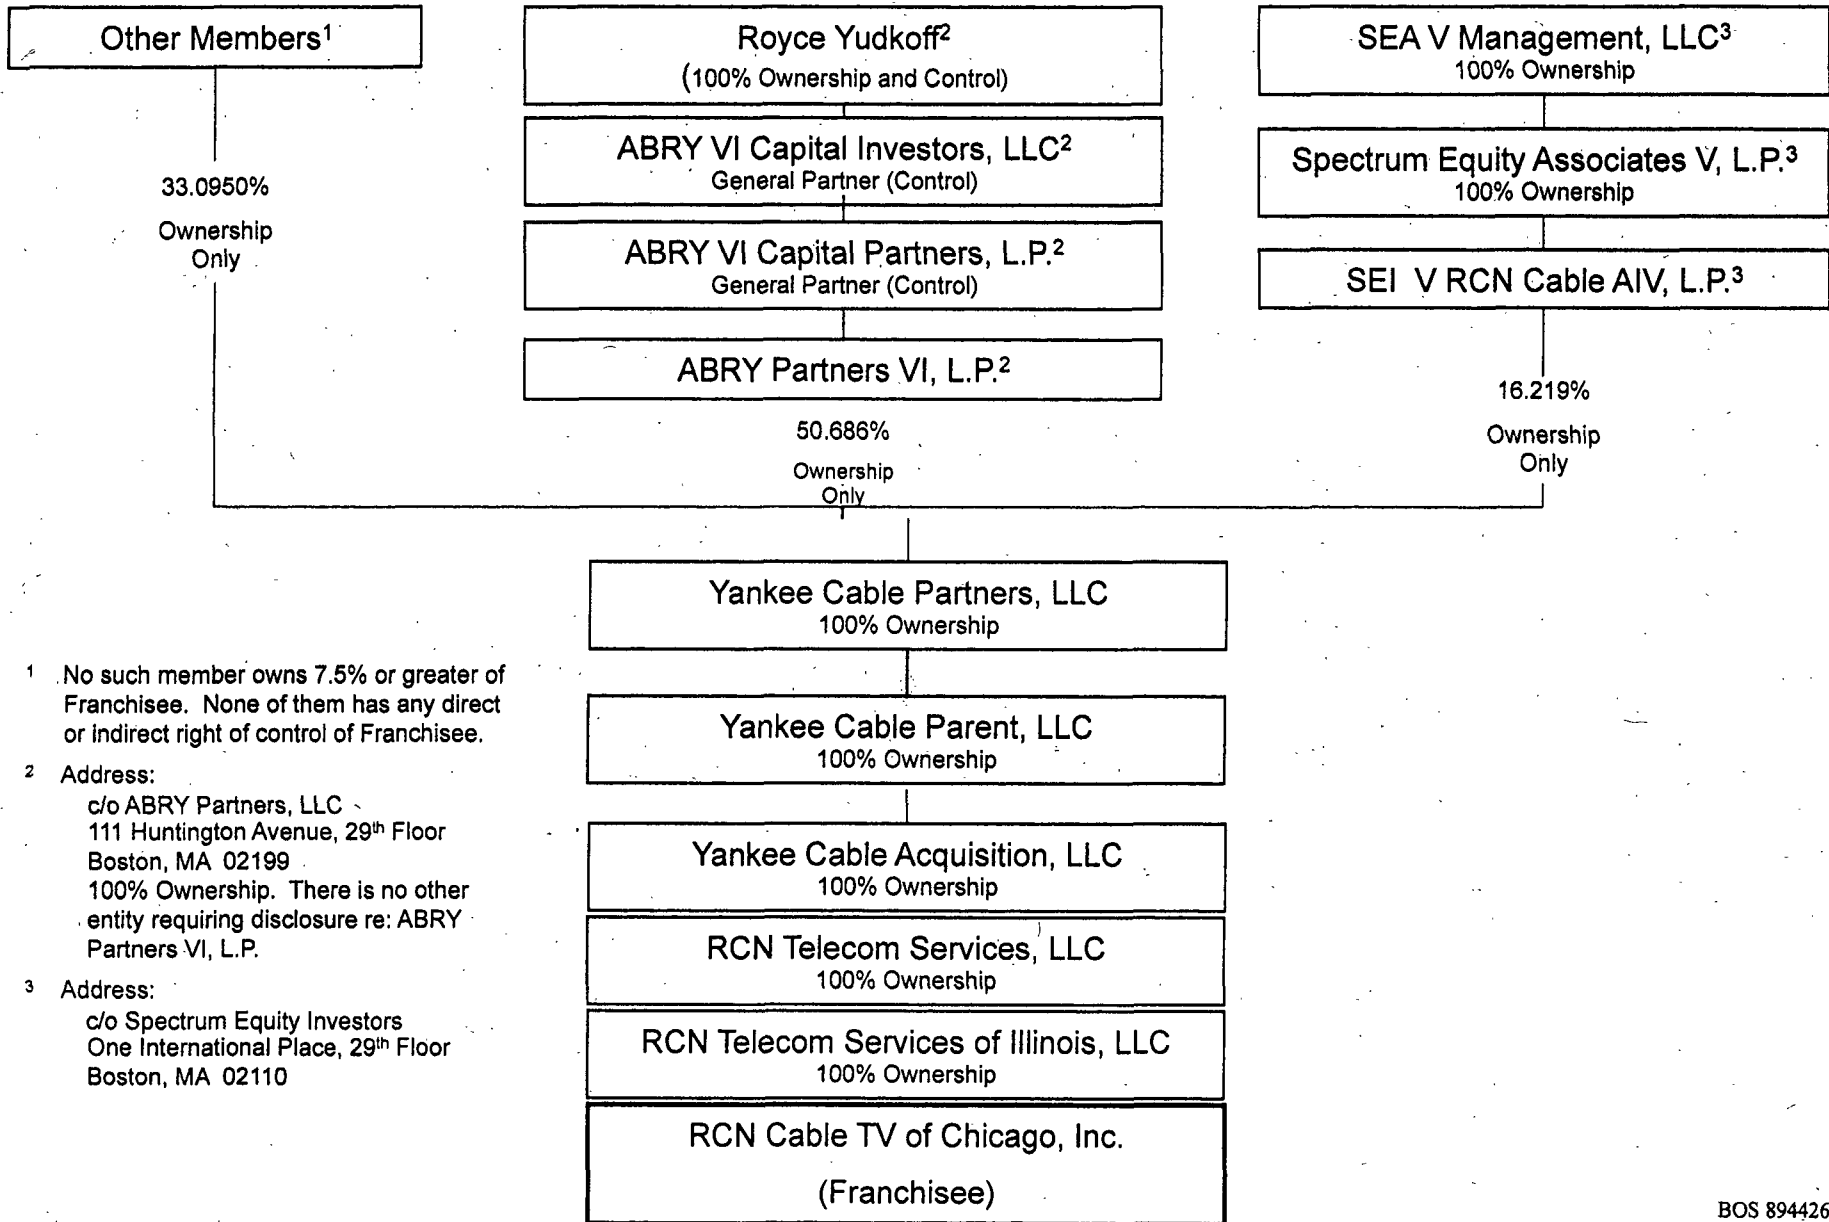 Other Members¹
33.0950%
Ownership
Only
Royce Yudkoff²
(100% Ownership and Control)
ABRY VI Capital Investors, LLC²
General Partner (Control)
ABRY VI Capital Partners, L.P.²
General Partner (Control)
ABRY Partners VI, L.P.²
50.686%
Ownership
Only
SEA V Management, LLC³
100% Ownership
Spectrum Equity Associates V, L.P.³
100% Ownership
SEI V RCN Cable AIV, L.P.³
16.219%
Ownership
Only
Yankee Cable Partners, LLC
100% Ownership
Yankee Cable Parent, LLC
100% Ownership
Yankee Cable Acquisition, LLC
100% Ownership
RCN Telecom Services, LLC
100% Ownership
RCN Telecom Services of Illinois, LLC
100% Ownership
RCN Cable TV of Chicago, Inc.
(Franchisee)
1 No such member owns 7.5% or greater of
Franchisee. None of them has any direct
or indirect right of control of Franchisee.
2 Address:
c/o ABRY Partners, LLC
111 Huntington Avenue, 29th Floor
Boston, MA 02199
100% Ownership. There is no other
entity requiring disclosure re: ABRY
Partners VI, L.P.
3 Address:
c/o Spectrum Equity Investors
One International Place, 29th Floor
Boston, MA 02110
BOS 894426